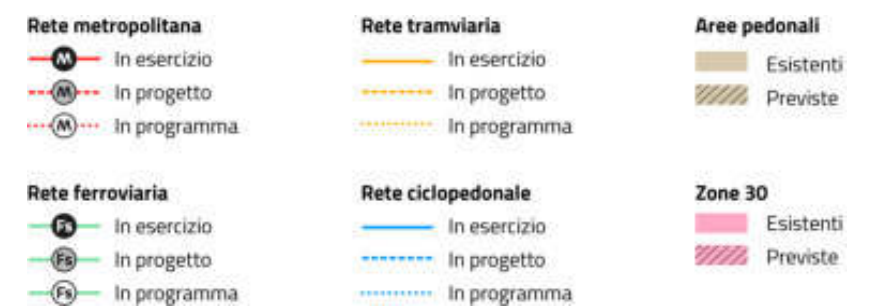 Rete metropolitana
M In esercizio
M In progetto
M In programma
Rete tramviaria
In esercizio
In progetto
In programma
Aree pedonali
Esistenti
Previste
Rete ferroviaria
Fs In esercizio
Fs In progetto
Fs In programma
Rete ciclopedonale
In esercizio
In progetto
In programma
Zone 30
Esistenti
Previste